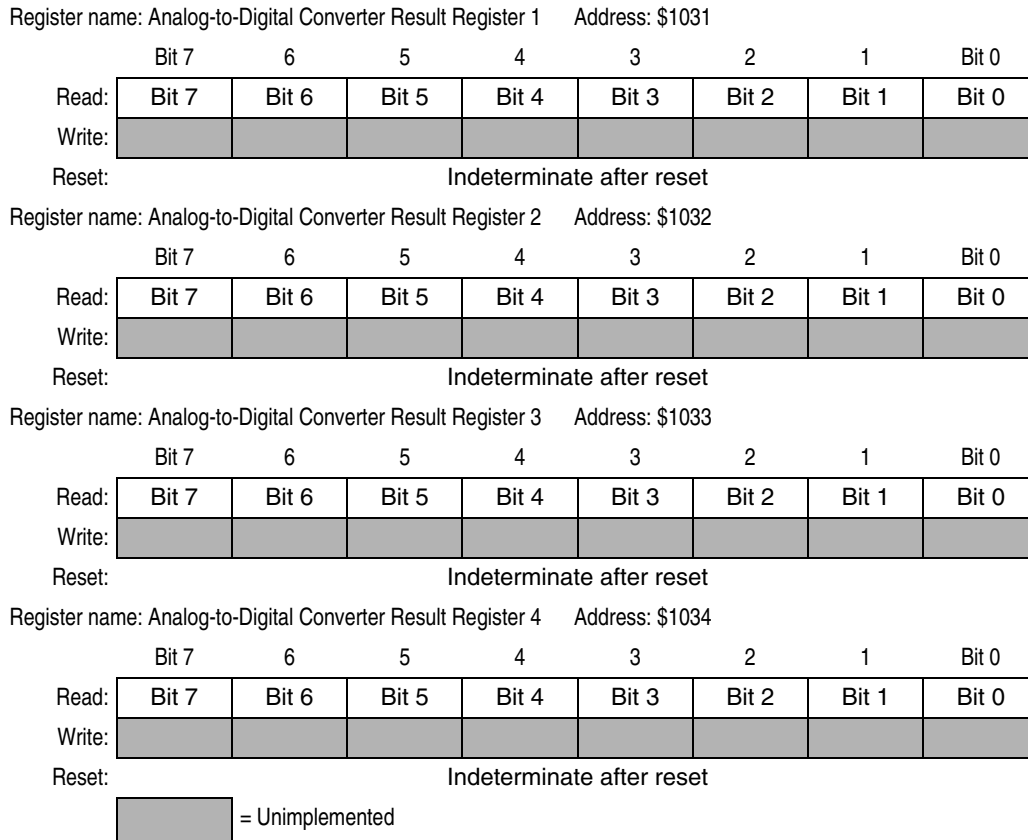 Register name: Analog-to-Digital Converter Result Register 1 Address: $1031
Bit 7 6 5 4 3 2 1 Bit 0
Read: Bit 7 Bit 6 Bit 5 Bit 4 Bit 3 Bit 2 Bit 1 Bit 0
Write:
Reset: Indeterminate after reset
Register name: Analog-to-Digital Converter Result Register 2 Address: $1032
Bit 7 6 5 4 3 2 1 Bit 0
Read: Bit 7 Bit 6 Bit 5 Bit 4 Bit 3 Bit 2 Bit 1 Bit 0
Write:
Reset: Indeterminate after reset
Register name: Analog-to-Digital Converter Result Register 3 Address: $1033
Bit 7 6 5 4 3 2 1 Bit 0
Read: Bit 7 Bit 6 Bit 5 Bit 4 Bit 3 Bit 2 Bit 1 Bit 0
Write:
Reset: Indeterminate after reset
Register name: Analog-to-Digital Converter Result Register 4 Address: $1034
Bit 7 6 5 4 3 2 1 Bit 0
Read: Bit 7 Bit 6 Bit 5 Bit 4 Bit 3 Bit 2 Bit 1 Bit 0
Write:
Reset: Indeterminate after reset
= Unimplemented